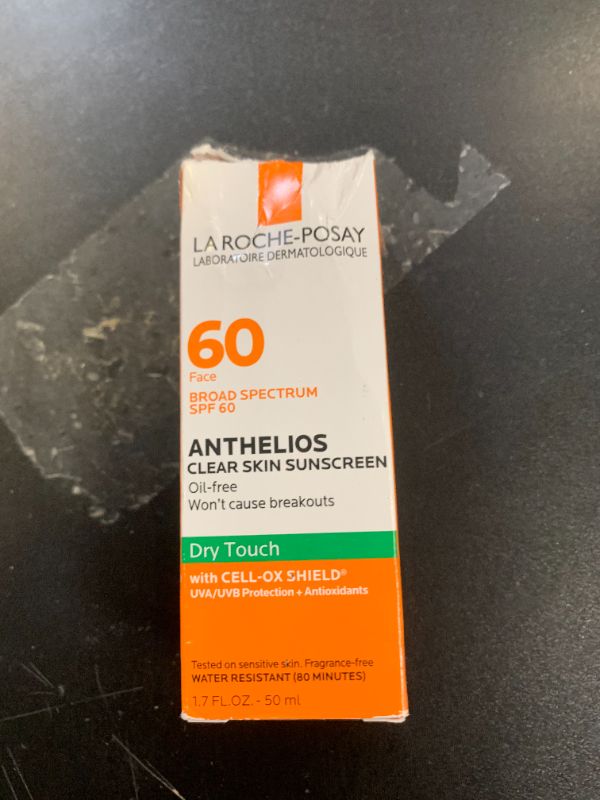 LA ROCHE-POSAY
LABORATOIRE DERMATOLOGIQUE
60
Face
BROAD SPECTRUM
SPF 60
ANTHELIOS
CLEAR SKIN SUNSCREEN
Oil-free
Won't cause breakouts
Dry Touch
with CELL-OX SHIELD®
UVA/UVB Protection + Antioxidants
Tested on sensitive skin. Fragrance-free
WATER RESISTANT (80 MINUTES)
1.7 FL.OZ. - 50 ml